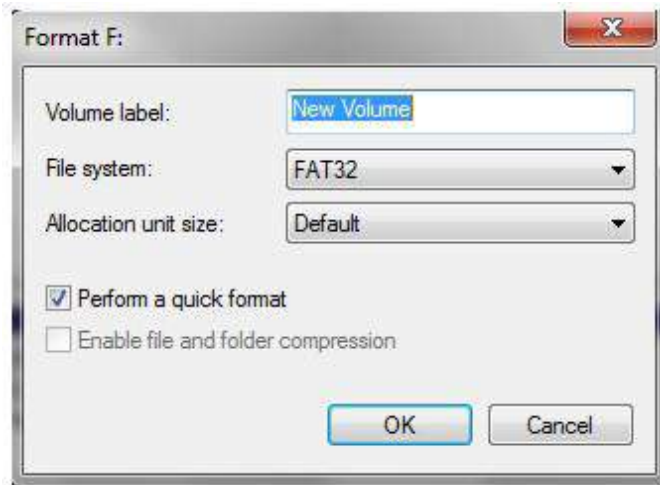 Format F:
Volume label: New Volume
File system: FAT32
Allocation unit size: Default
Perform a quick format
Enable file and folder compression
OK Cancel